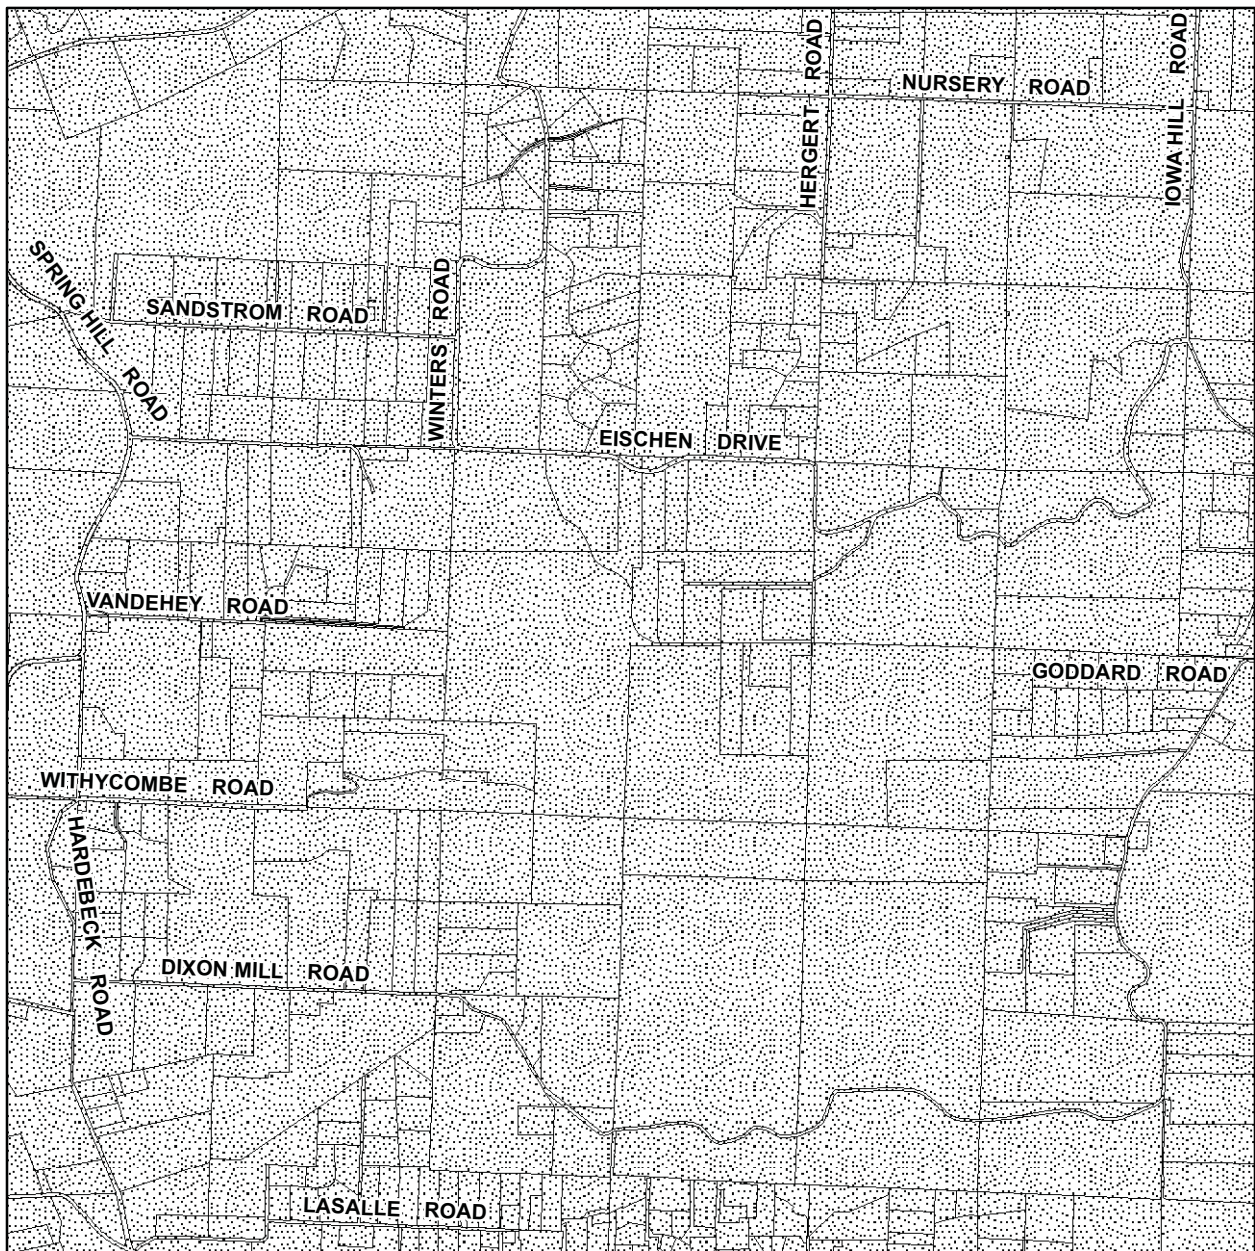 HERGERT ROAD
NURSERY ROAD
IOWA HILL ROAD
SPRING HILL ROAD
SANDSTROM ROAD
WINTERS ROAD
EISCHEN DRIVE
VANDEHEY ROAD
GODDARD ROAD
WITHYCOMBE ROAD
HARDEBECK ROAD
DIXON MILL ROAD
LASALLE ROAD